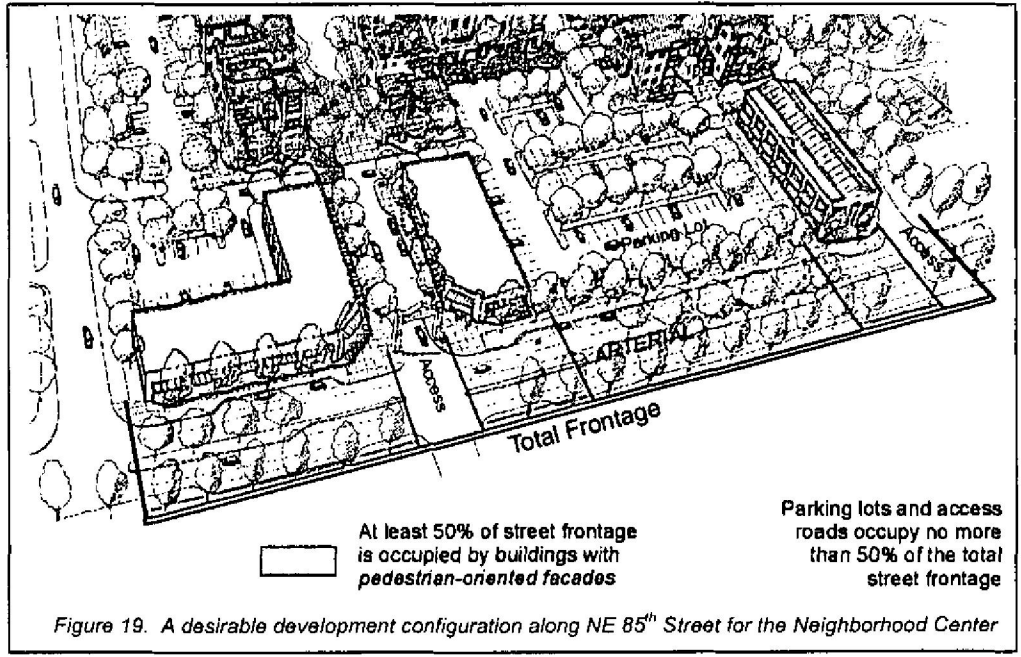 Parking Lot
Access
ARTERIAL
Access
Total Frontage
At least 50% of street frontage
is occupied by buildings with
pedestrian-oriented facades
Parking lots and access
roads occupy no more
than 50% of the total
street frontage
Figure 19. A desirable development configuration along NE 85th Street for the Neighborhood Center